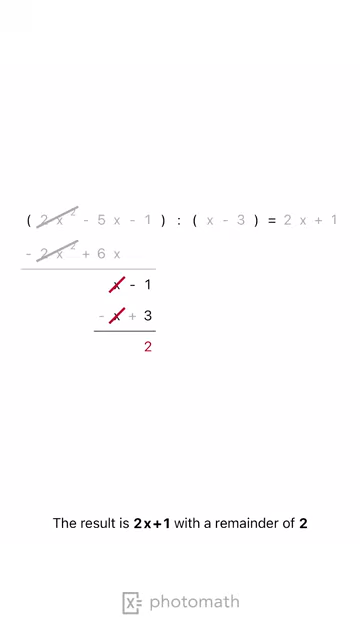 ( 2x² - 5x - 1 ) : ( x - 3 ) = 2x + 1
- 2x² + 6x
x - 1
- x + 3
2
The result is 2x+1 with a remainder of 2
photomath